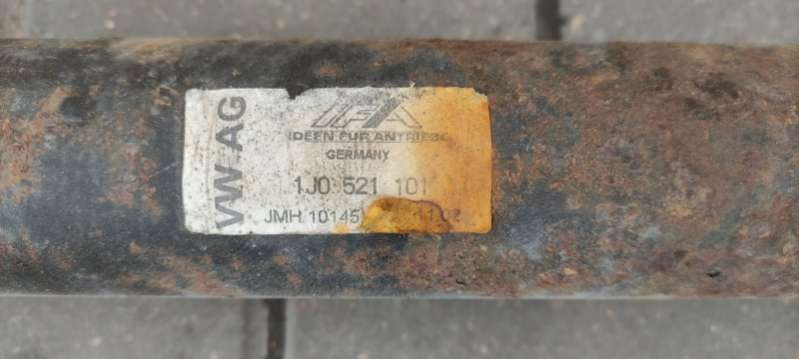 VW AG
IFA
IDEEN FÜR ANTRIEBE
GERMANY
1J0 521 101
JMH 10145